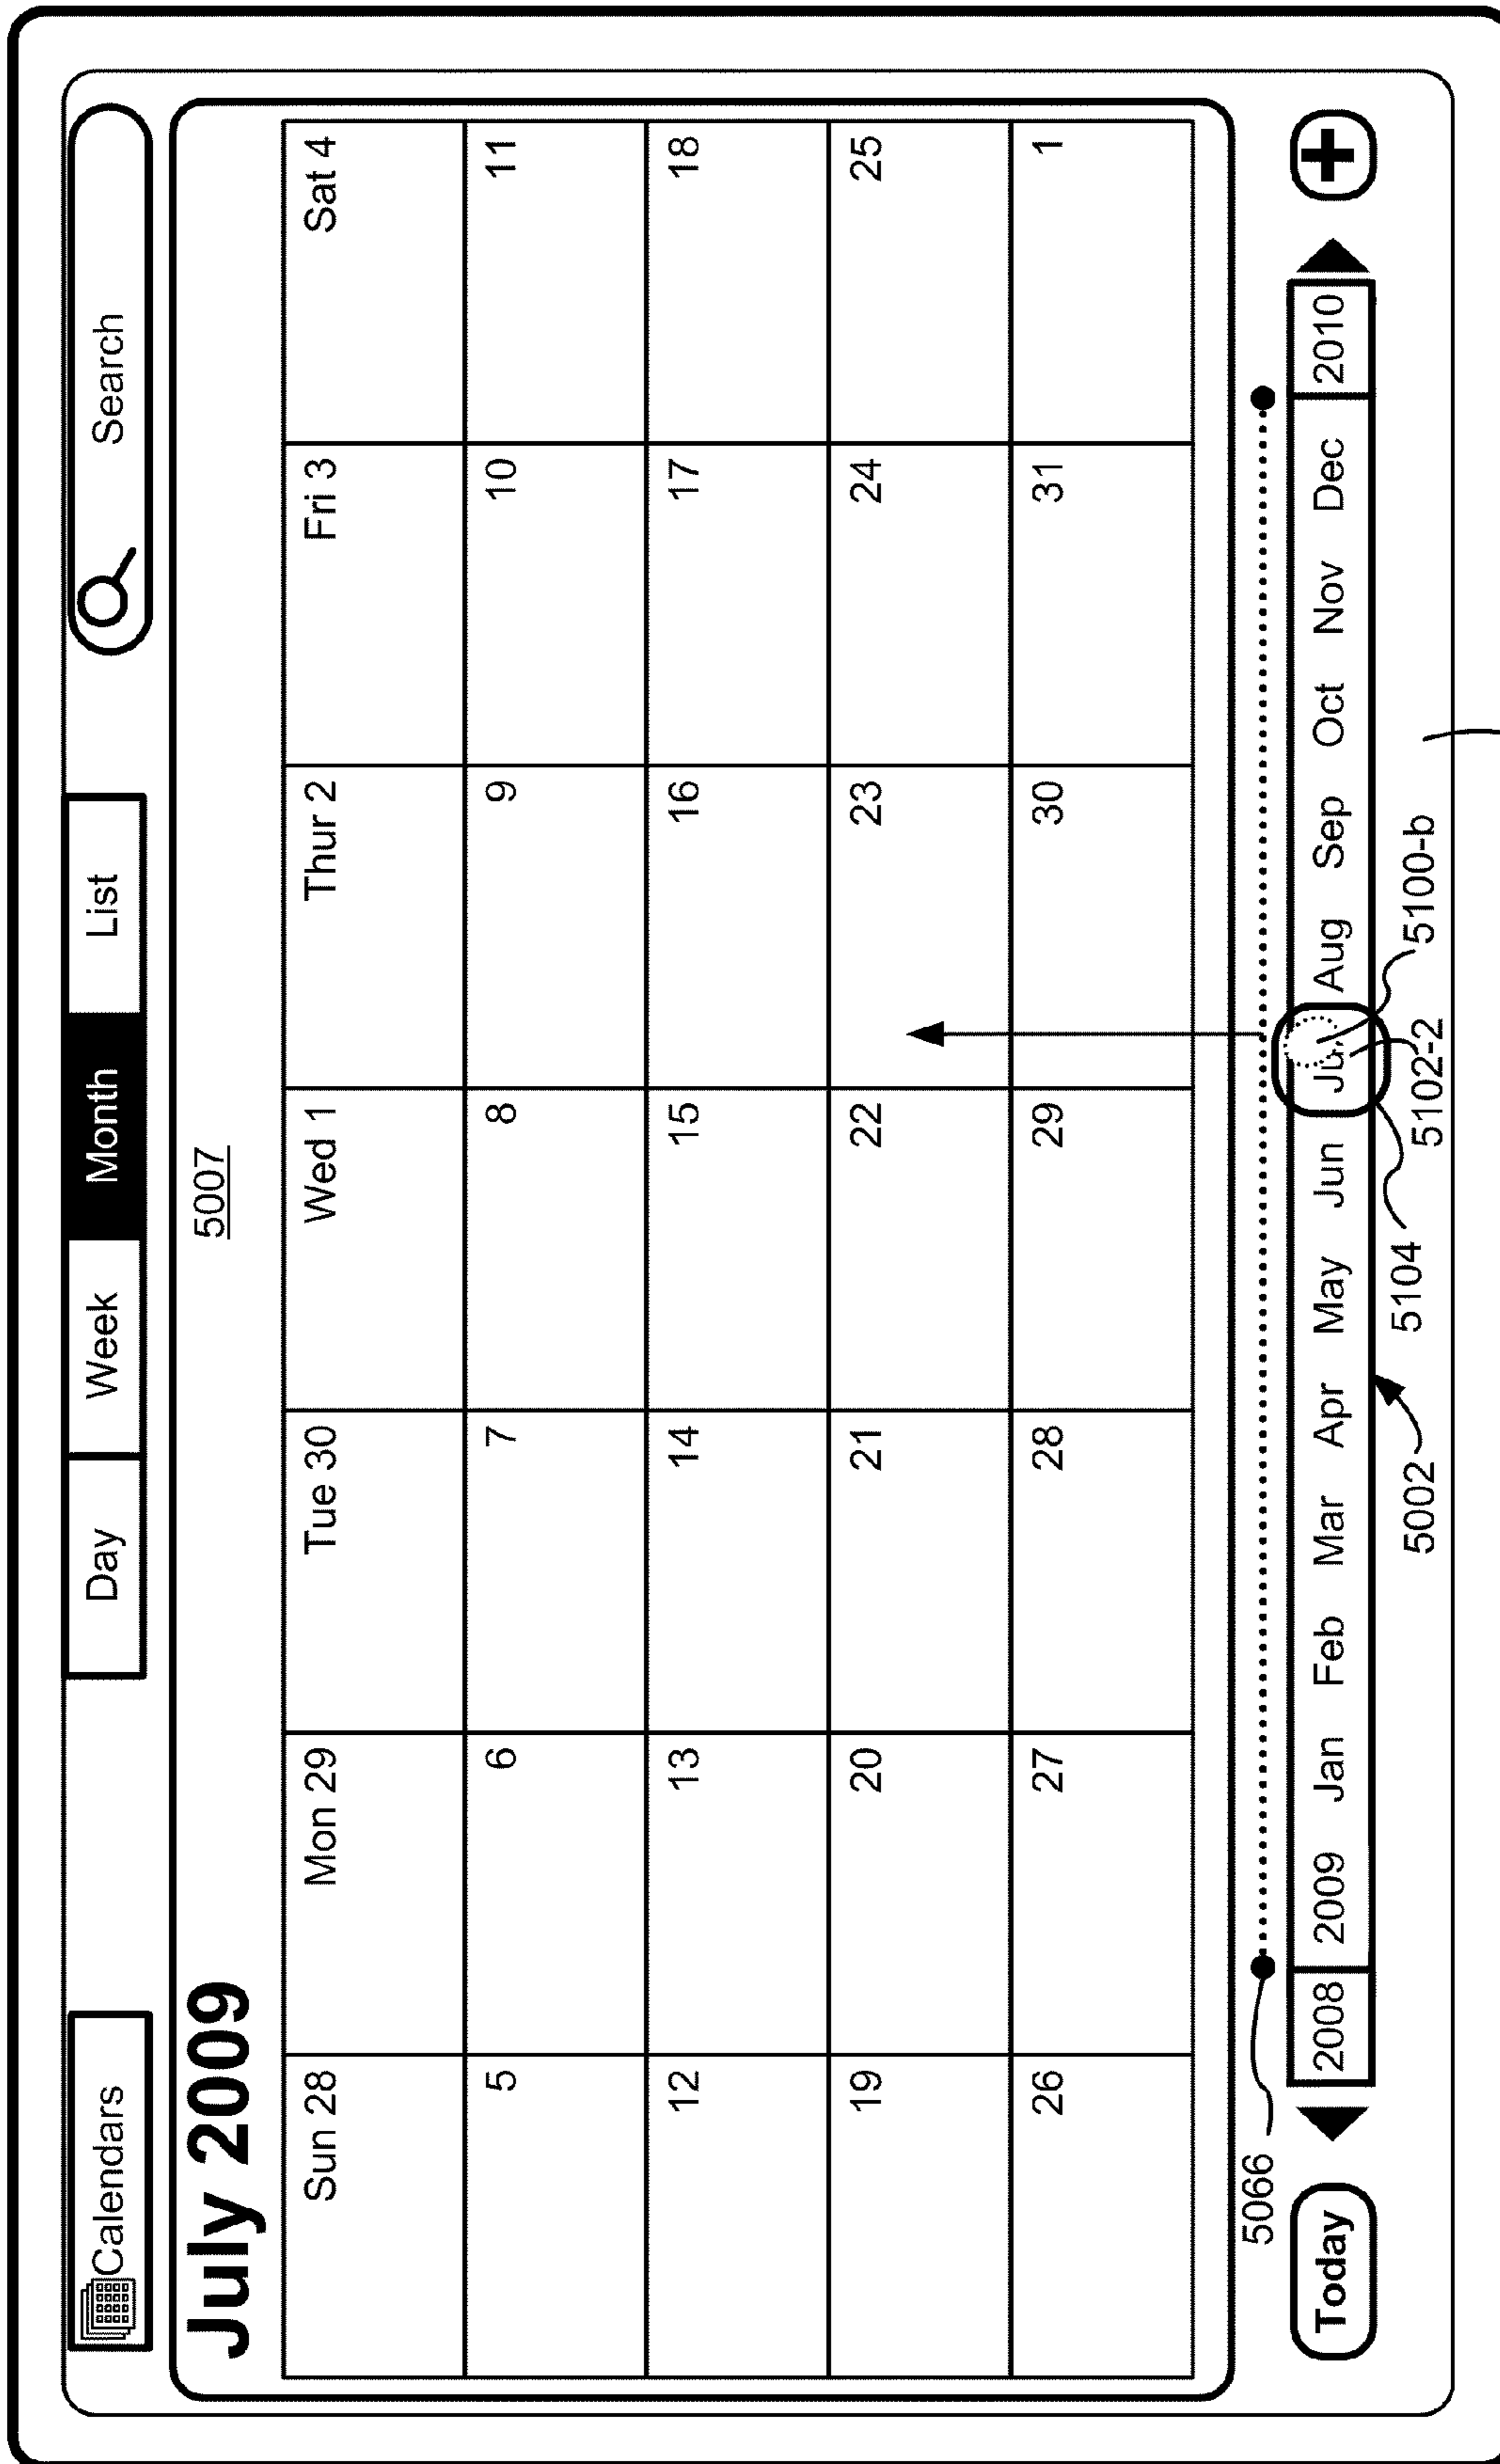 Calendars
Day Week Month List
Search
July 2009
5007
Sun 28 Mon 29 Tue 30 Wed 1 Thur 2 Fri 3 Sat 4
5 6 7 8 9 10 11
12 13 14 15 16 17 18
19 20 21 22 23 24 25
26 27 28 29 30 31 1
5066
Today 2008 2009 Jan Feb Mar Apr May Jun Aug Sep Oct Nov Dec 2010
5002 5104 5102-2 5100-b